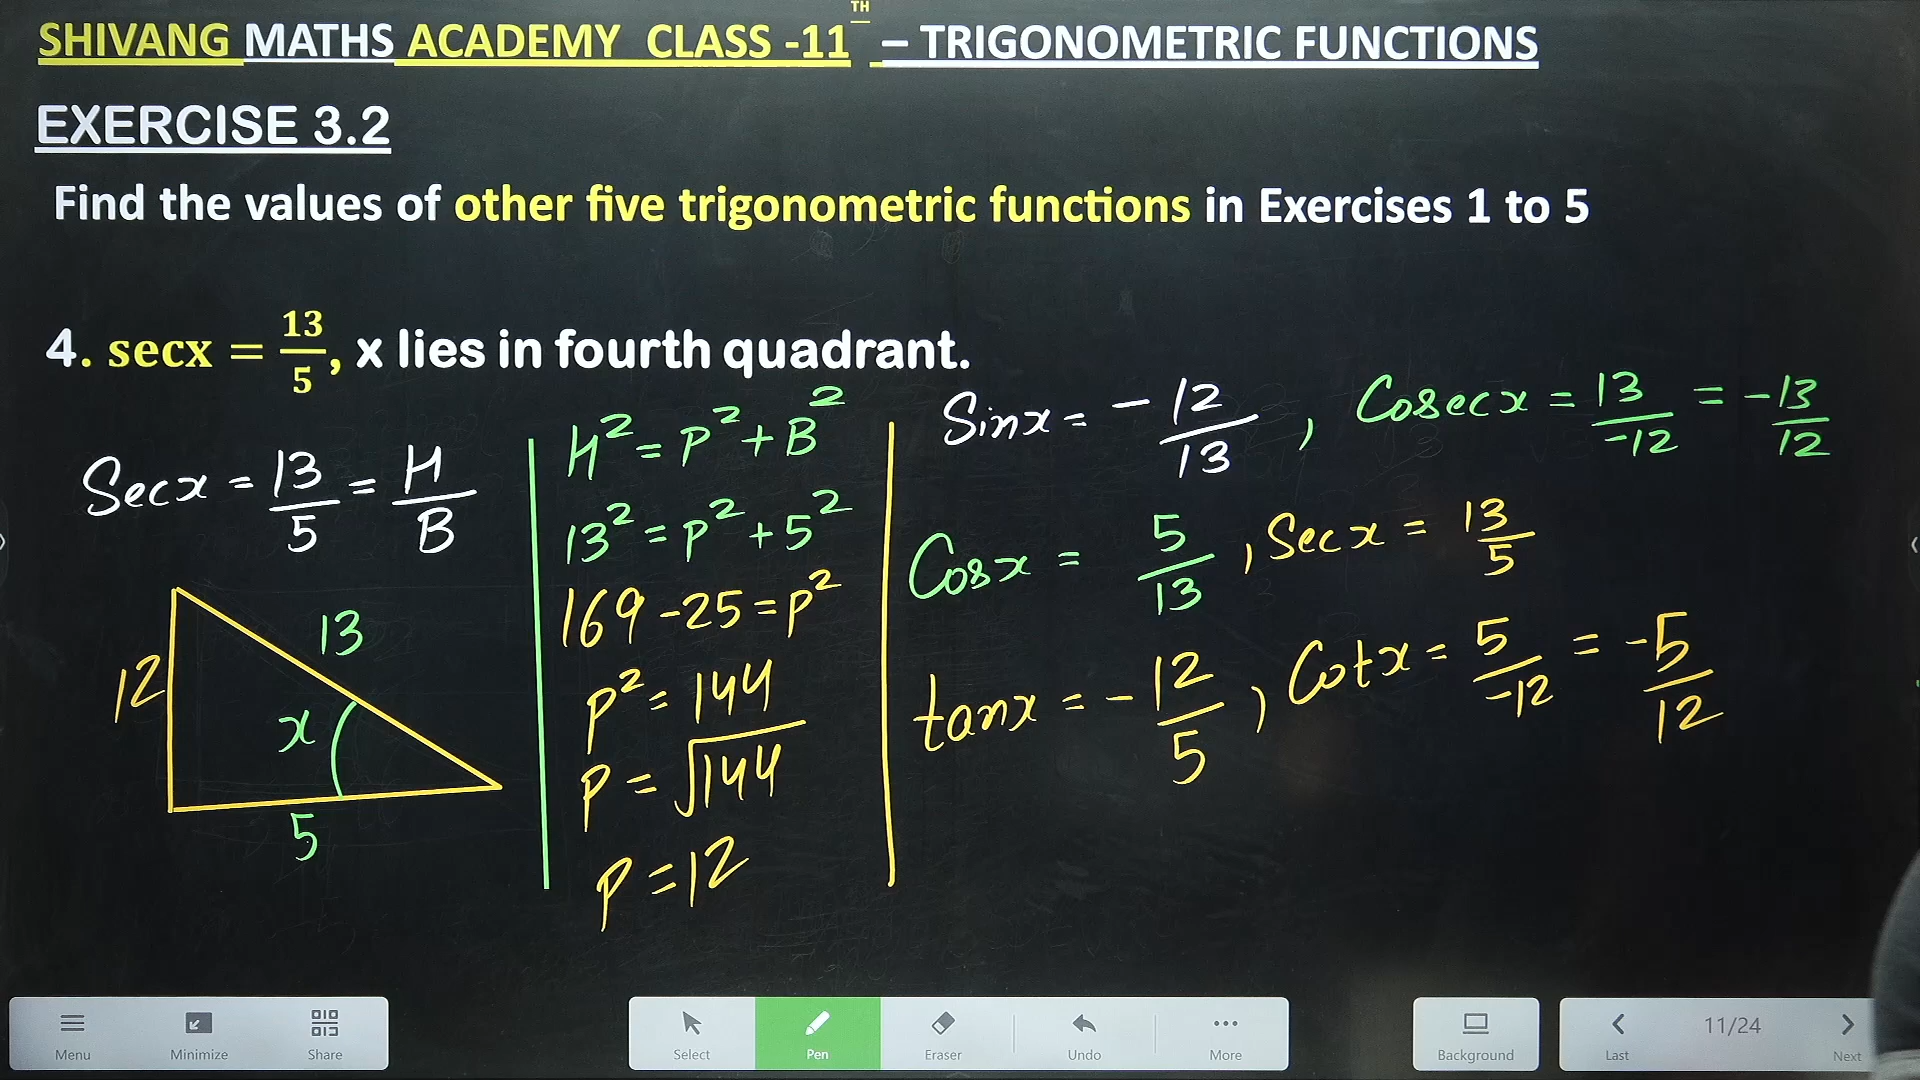 SHIVANG MATHS ACADEMY CLASS -11TH – TRIGONOMETRIC FUNCTIONS
EXERCISE 3.2
Find the values of other five trigonometric functions in Exercises 1 to 5
4. secx = 13/5, x lies in fourth quadrant.
Secx = 13/5 = H/B
13
12
x
5
H² = P² + B²
13² = P² + 5²
169 - 25 = P²
P² = 144
P = √144
P = 12
Sinx = -12/13, Cosecx = 13/-12 = -13/12
Cosx = 5/13, Secx = 13/5
tanx = -12/5, Cotx = 5/-12 = -5/12
Menu Minimize Share Select Pen Eraser Undo More Background Last 11/24 Next